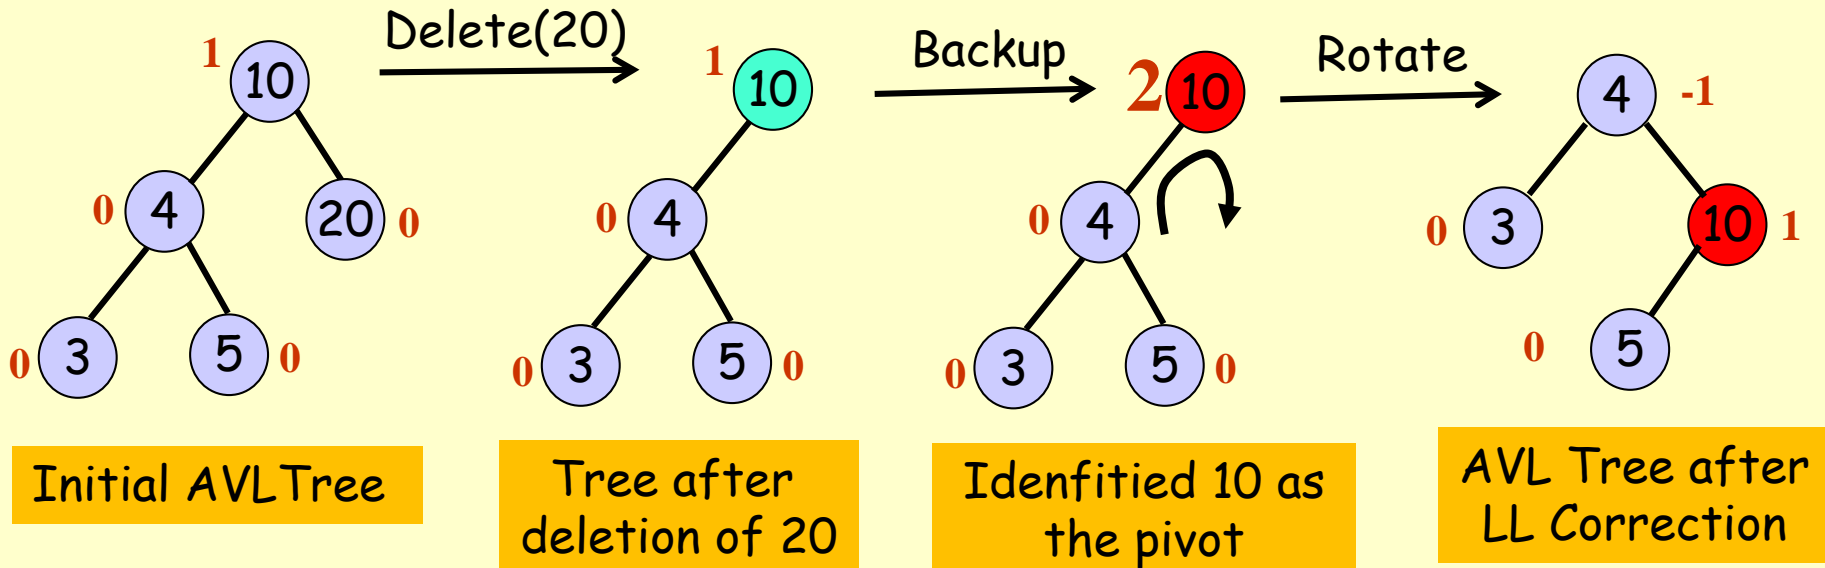 Delete(20)
Backup
Rotate
1 10
4 0
20 0
0 3
5 0
1 10
0 4
0 3
5 0
2 10
0 4
0 3
5 0
4 -1
0 3
10 1
0 5
Initial AVLTree
Tree after
deletion of 20
Idenfitied 10 as
the pivot
AVL Tree after
LL Correction